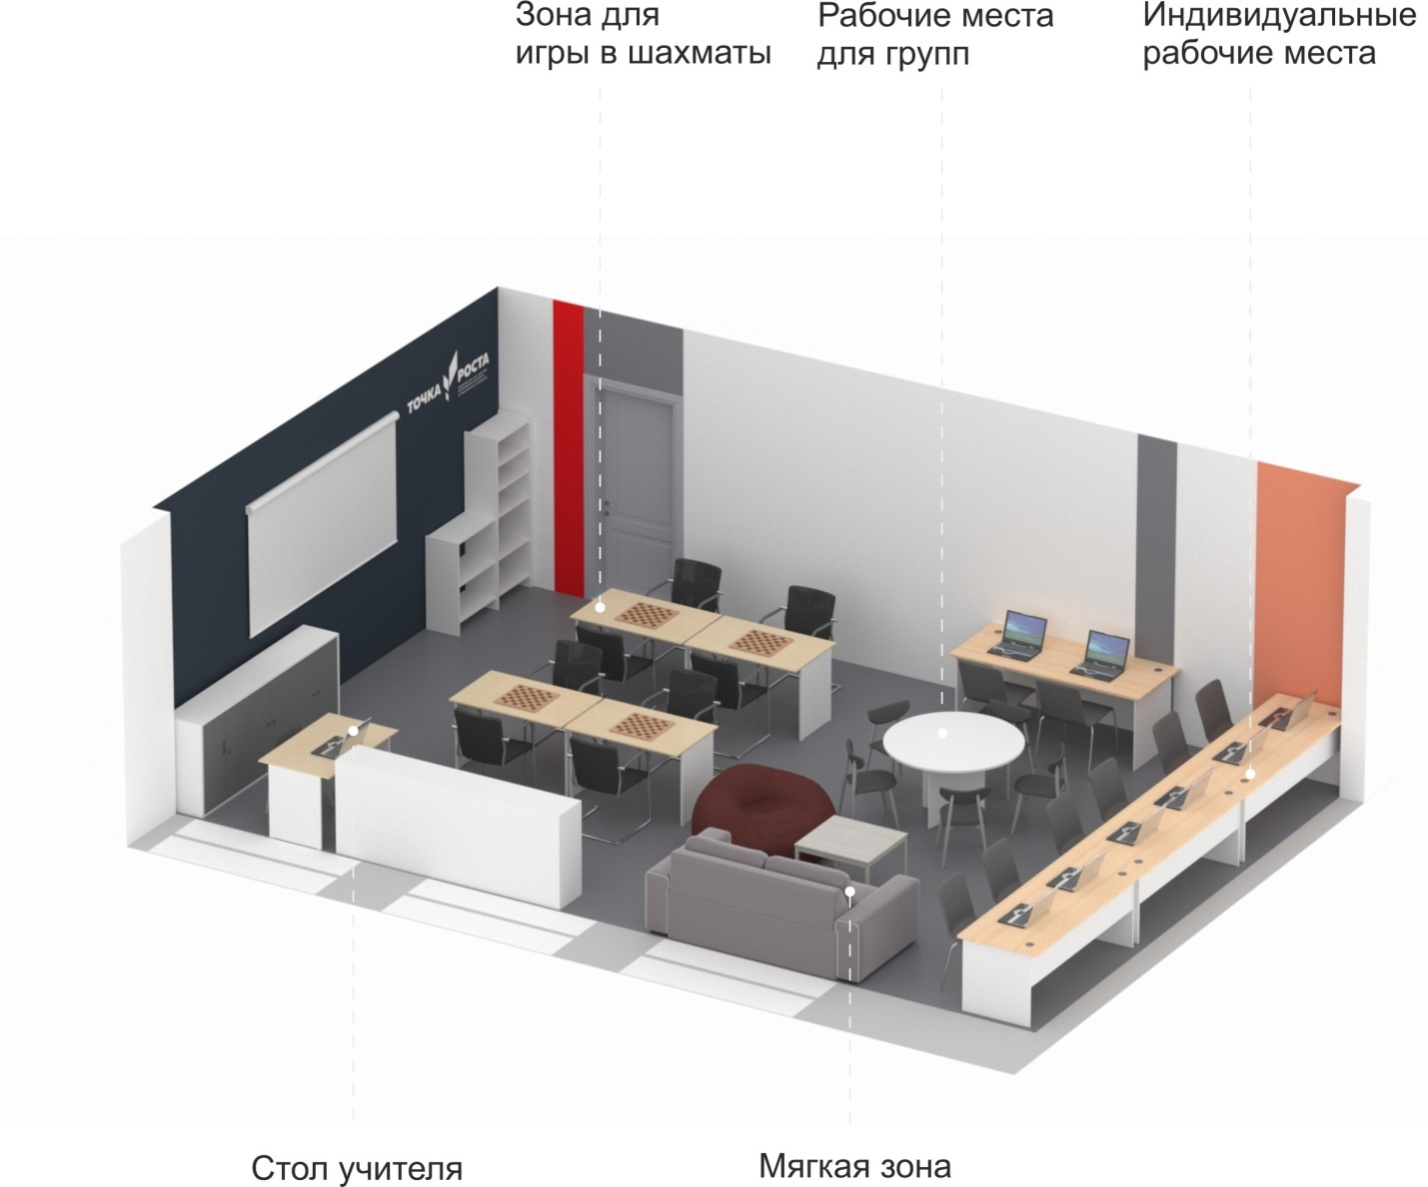 Зона для
игры в шахматы
Рабочие места
для групп
Индивидуальные
рабочие места
ТОЧКА РОСТА
Стол учителя
Мягкая зона